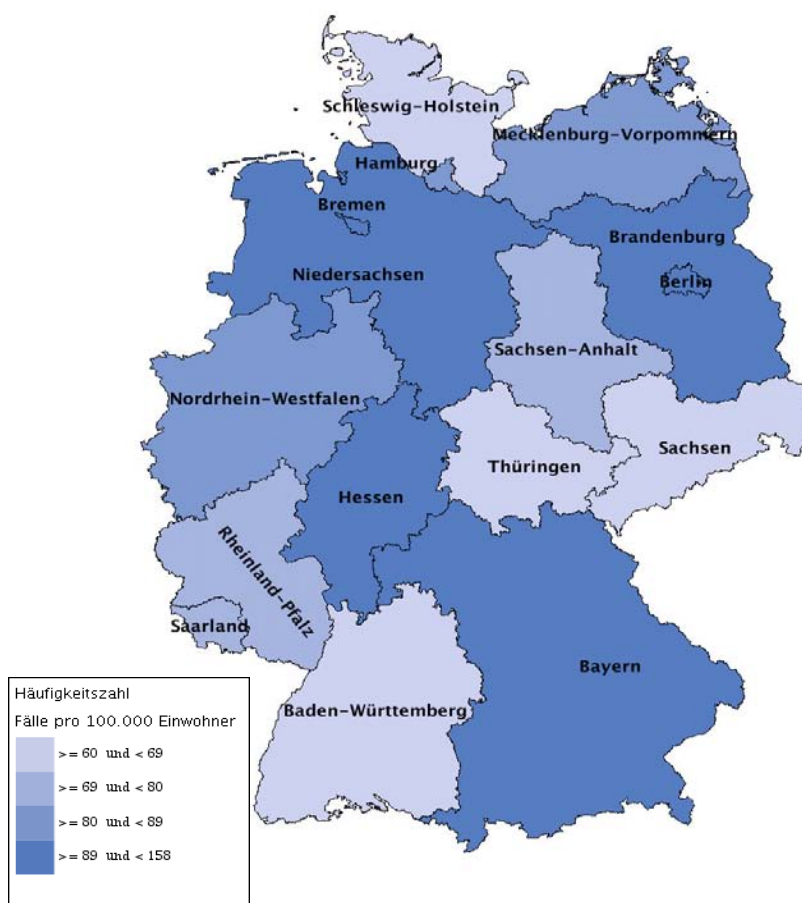 Schleswig-Holstein
Mecklenburg-Vorpommern
Hamburg
Bremen
Brandenburg
Niedersachsen
Berlin
Sachsen-Anhalt
Nordrhein-Westfalen
Sachsen
Thüringen
Hessen
Rheinland-Pfalz
Saarland
Bayern
Baden-Württemberg
Häufigkeitszahl
Fälle pro 100.000 Einwohner
>= 60 und < 69
>= 69 und < 80
>= 80 und < 89
>= 89 und < 158